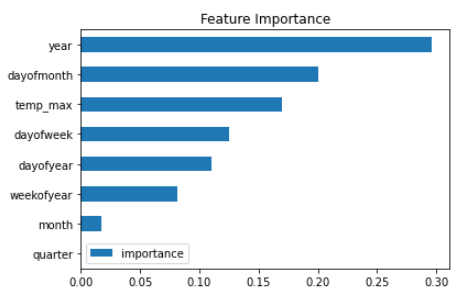 Feature Importance
year
dayofmonth
temp_max
dayofweek
dayofyear
weekofyear
month
quarter
importance
0.00 0.05 0.10 0.15 0.20 0.25 0.30